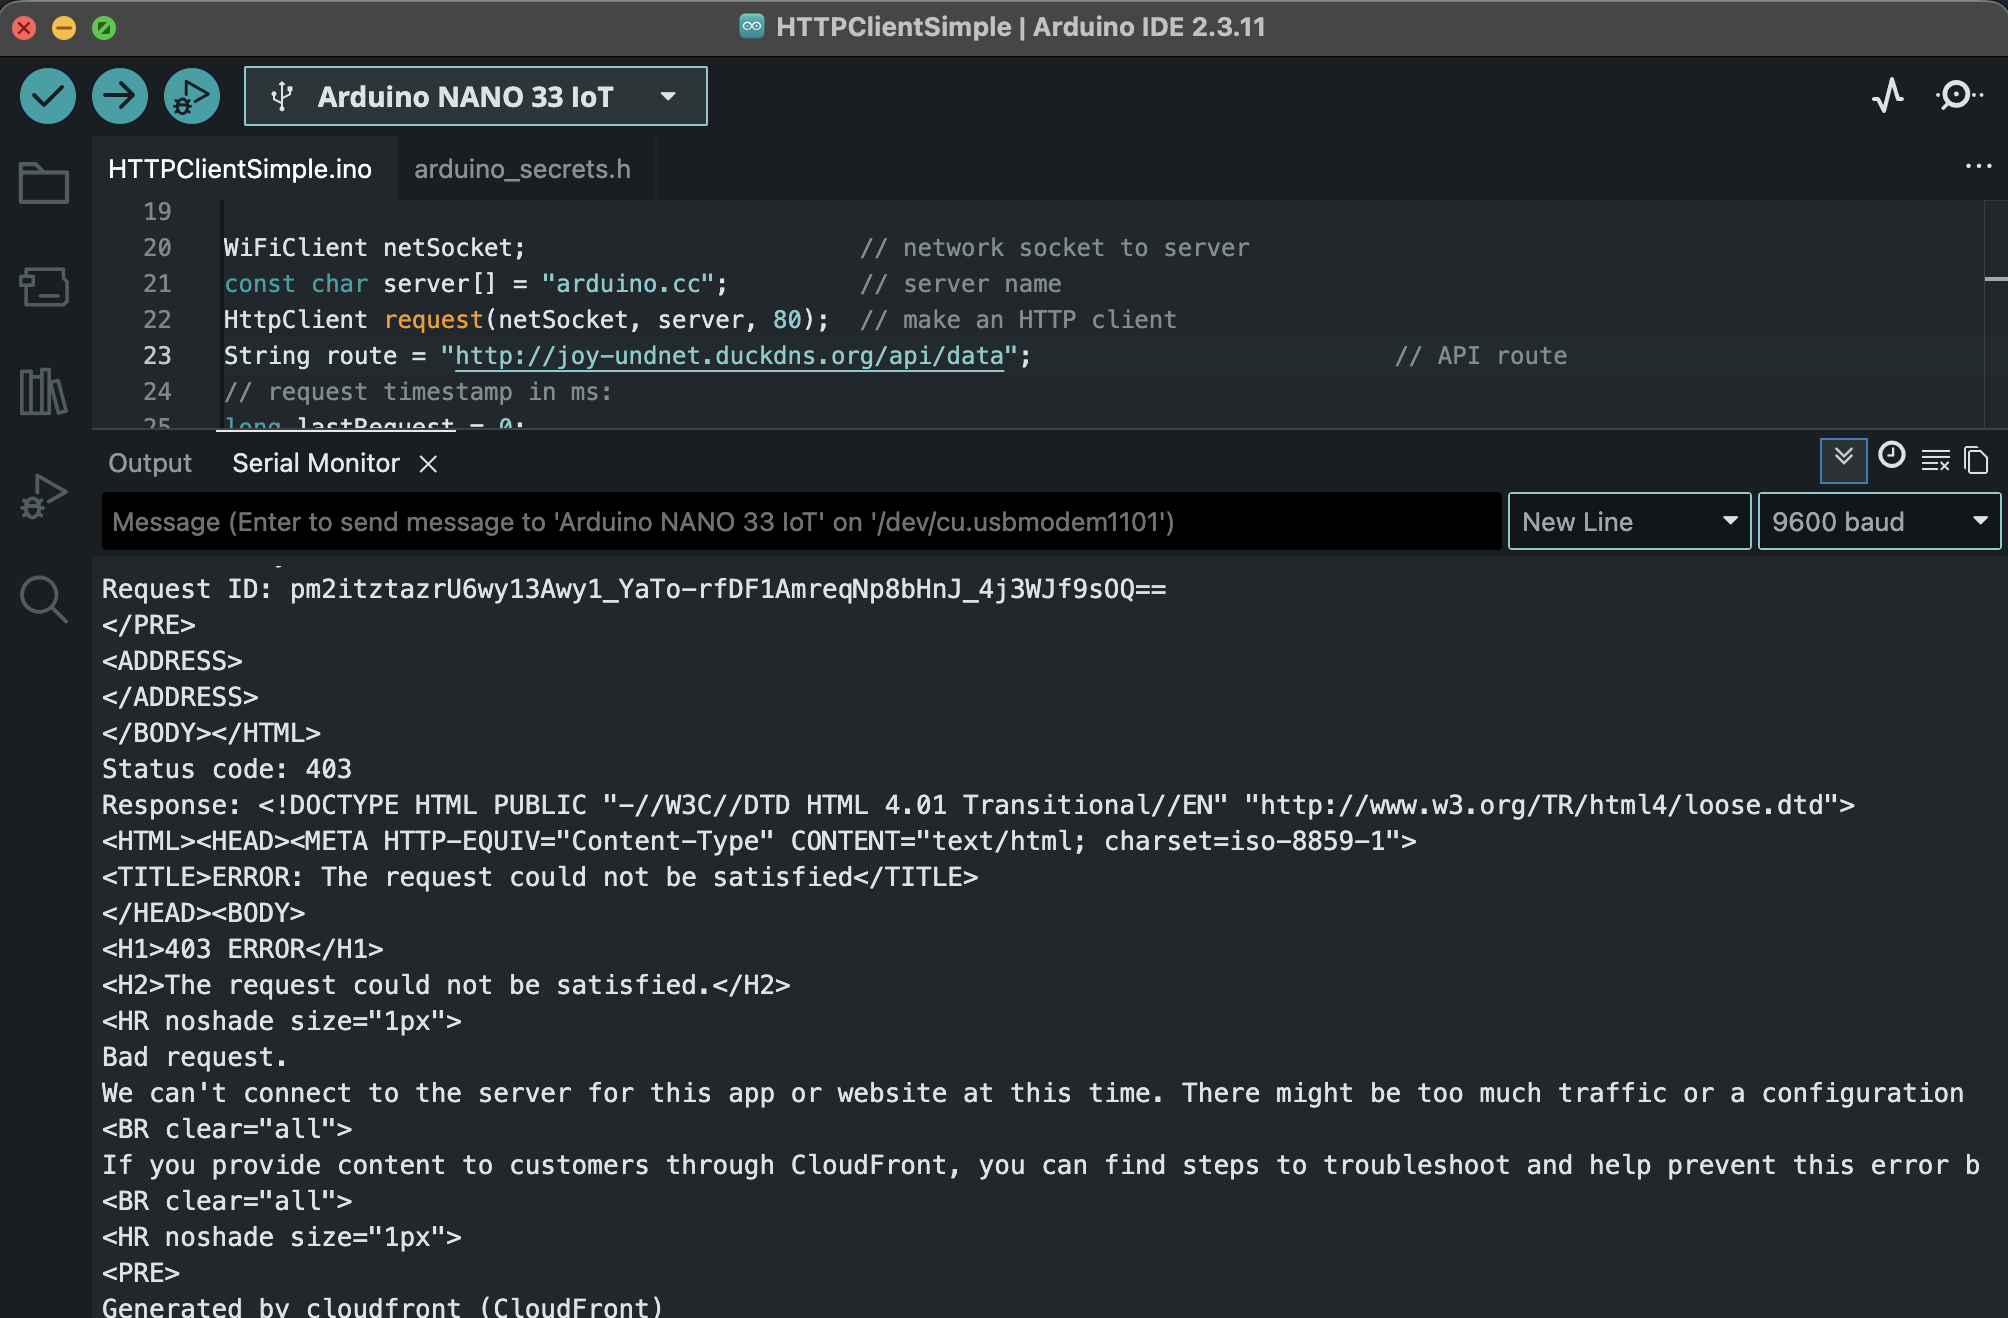 HTTPClientSimple | Arduino IDE 2.3.11
Arduino NANO 33 IoT
HTTPClientSimple.ino arduino_secrets.h
19
20 WiFiClient netSocket; // network socket to server
21 const char server[] = "arduino.cc"; // server name
22 HttpClient request(netSocket, server, 80); // make an HTTP client
23 String route = "http://joy-undnet.duckdns.org/api/data"; // API route
24 // request timestamp in ms:
25 long lastRequest = 0;
Output Serial Monitor
Message (Enter to send message to 'Arduino NANO 33 IoT' on '/dev/cu.usbmodem1101') New Line 9600 baud
Request ID: pm2itztazrU6wy13Awy1_YaTo-rfDF1AmreqNp8bHnJ_4j3WJf9sOQ==
</PRE>
<ADDRESS>
</ADDRESS>
</BODY></HTML>
Status code: 403
Response: <!DOCTYPE HTML PUBLIC "-//W3C//DTD HTML 4.01 Transitional//EN" "http://www.w3.org/TR/html4/loose.dtd">
<HTML><HEAD><META HTTP-EQUIV="Content-Type" CONTENT="text/html; charset=iso-8859-1">
<TITLE>ERROR: The request could not be satisfied</TITLE>
</HEAD><BODY>
<H1>403 ERROR</H1>
<H2>The request could not be satisfied.</H2>
<HR noshade size="1px">
Bad request.
We can't connect to the server for this app or website at this time. There might be too much traffic or a configuration
<BR clear="all">
If you provide content to customers through CloudFront, you can find steps to troubleshoot and help prevent this error b
<BR clear="all">
<HR noshade size="1px">
<PRE>
Generated by cloudfront (CloudFront)